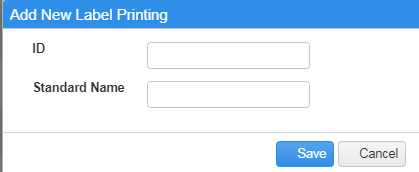 Add New Label Printing
ID
Standard Name
Save Cancel